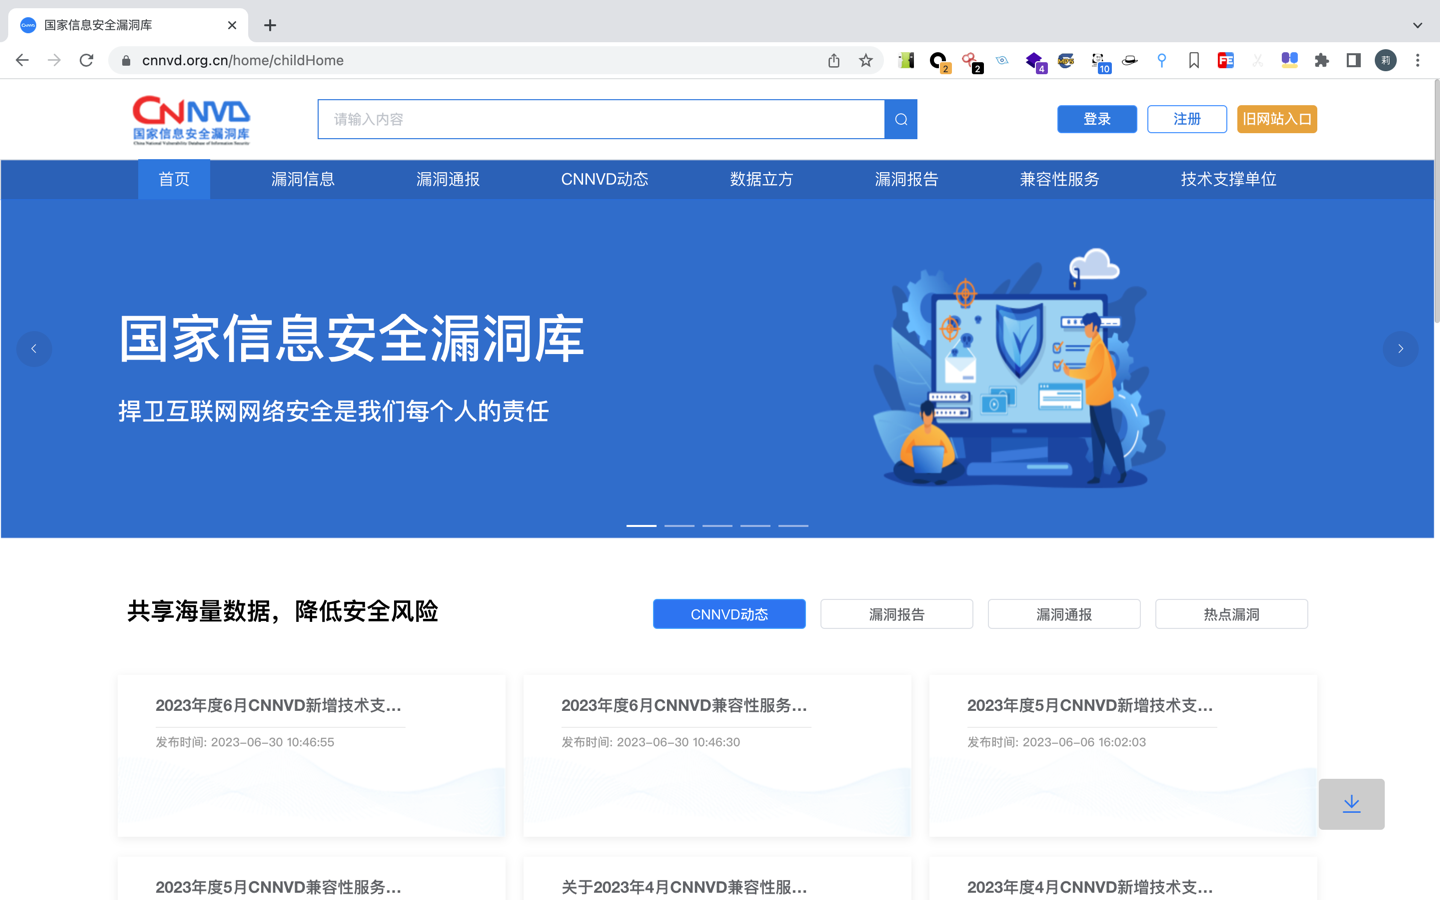 国家信息安全漏洞库
cnnvd.org.cn/home/childHome
2
2
4
10
FE
莉
CNNVD
国家信息安全漏洞库
China National Vulnerability Database of Information Security
请输入内容
登录
注册
旧网站入口
首页
漏洞信息
漏洞通报
CNNVD动态
数据立方
漏洞报告
兼容性服务
技术支撑单位
国家信息安全漏洞库
捍卫互联网网络安全是我们每个人的责任
共享海量数据，降低安全风险
CNNVD动态
漏洞报告
漏洞通报
热点漏洞
2023年度6月CNNVD新增技术支...
发布时间: 2023-06-30 10:46:55
2023年度6月CNNVD兼容性服务...
发布时间: 2023-06-30 10:46:30
2023年度5月CNNVD新增技术支...
发布时间: 2023-06-06 16:02:03
2023年度5月CNNVD兼容性服务...
关于2023年4月CNNVD兼容性服...
2023年度4月CNNVD新增技术支...